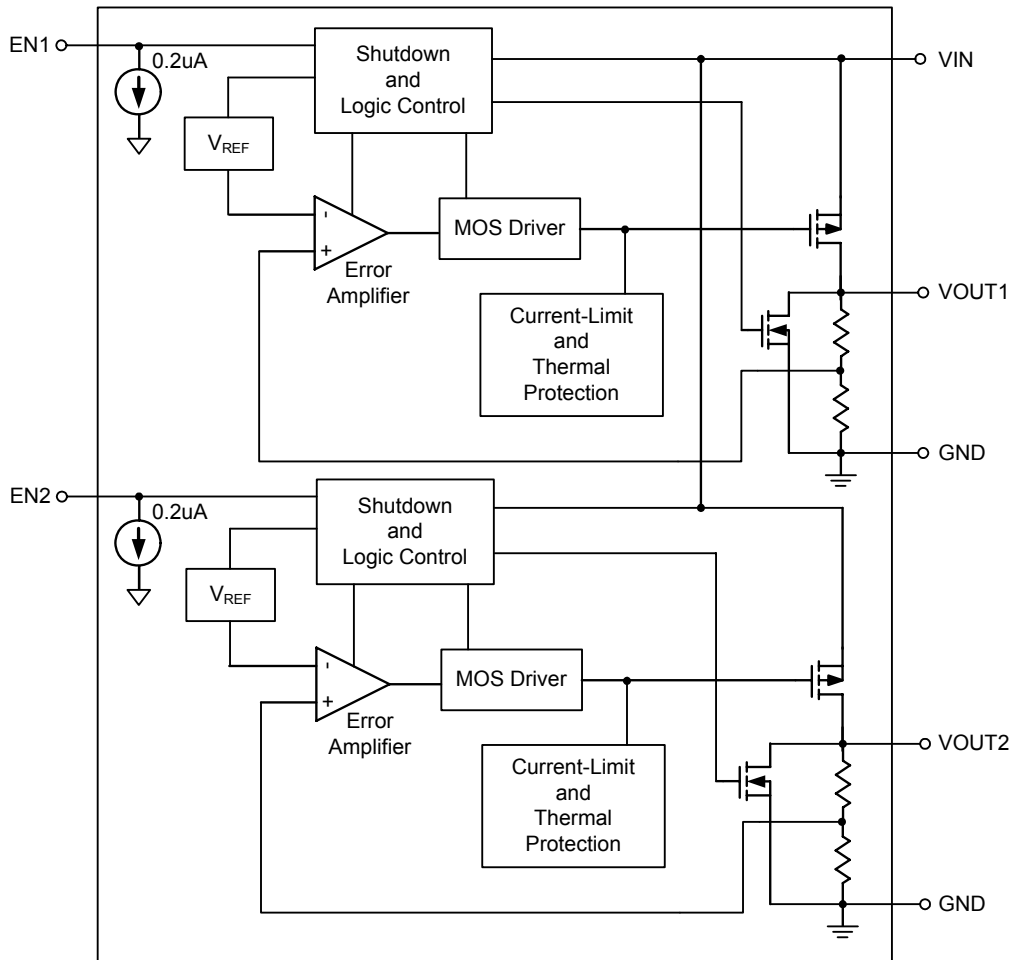 EN1
0.2uA
Shutdown
and
Logic Control
VIN
VREF
-
+
Error
Amplifier
MOS Driver
Current-Limit
and
Thermal
Protection
VOUT1
GND
EN2
0.2uA
Shutdown
and
Logic Control
VREF
-
+
Error
Amplifier
MOS Driver
Current-Limit
and
Thermal
Protection
VOUT2
GND